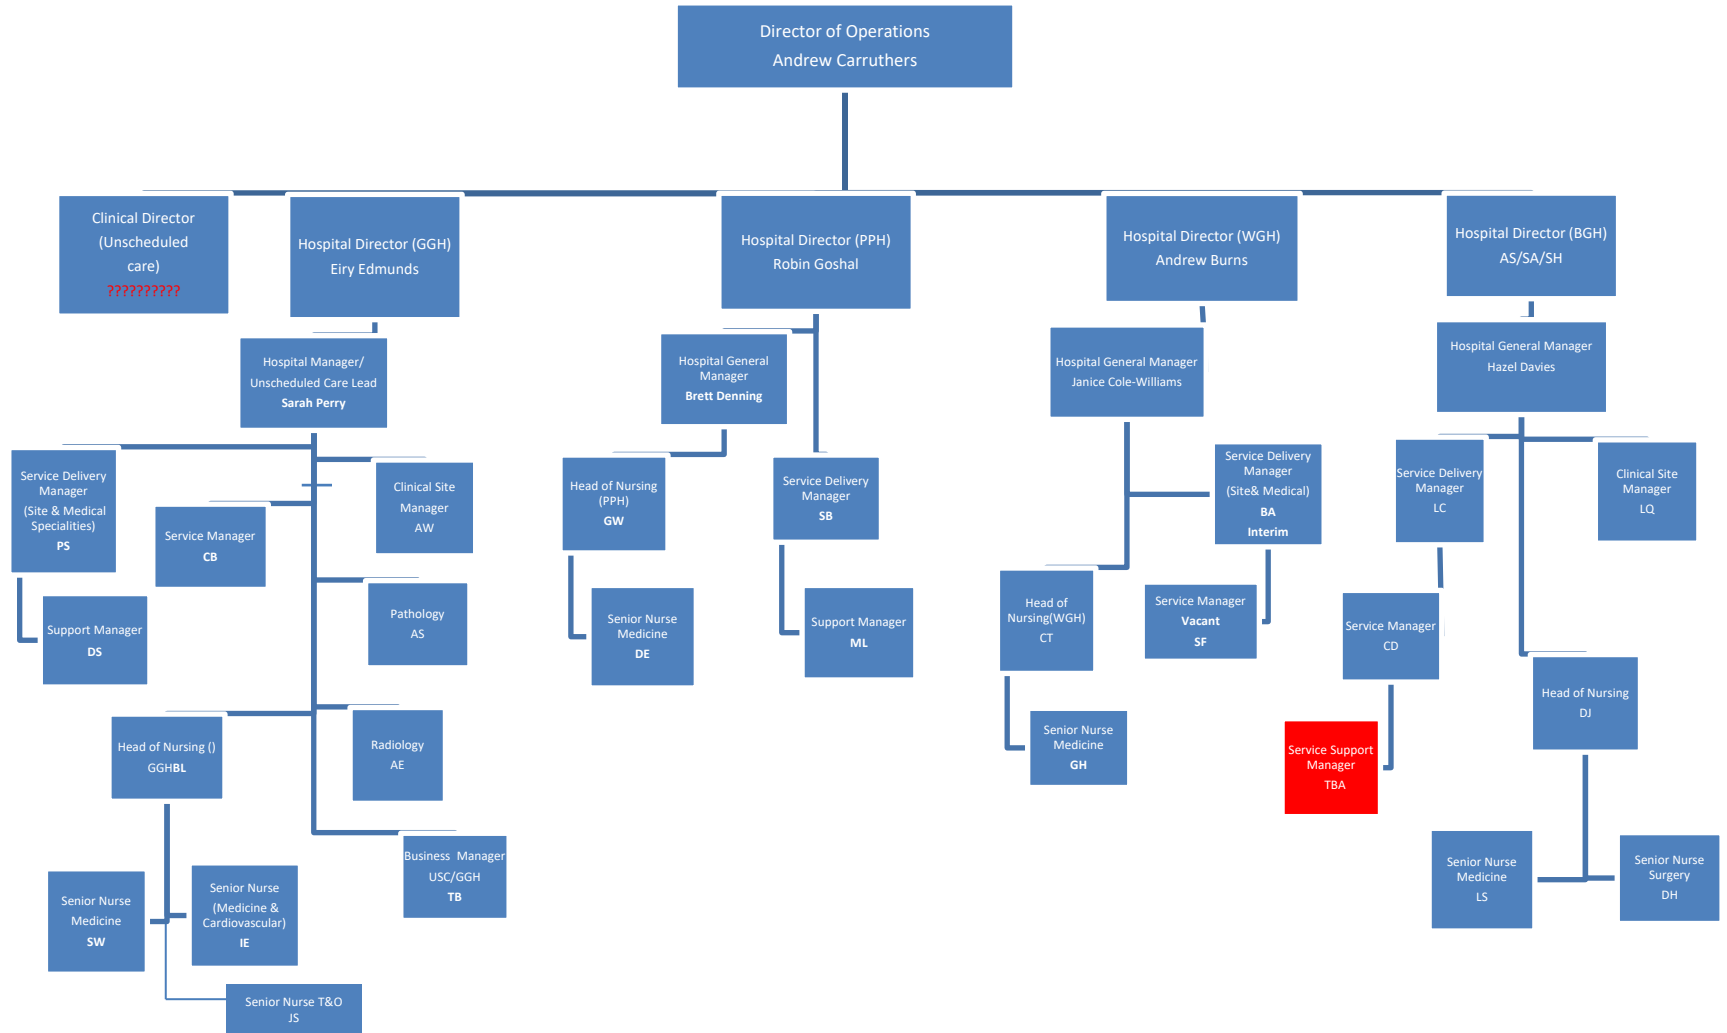 Director of Operations
Andrew Carruthers
Clinical Director
(Unscheduled
care)
??????????
Hospital Director (GGH)
Eiry Edmunds
Hospital Director (PPH)
Robin Goshal
Hospital Director (WGH)
Andrew Burns
Hospital Director (BGH)
AS/SA/SH
Hospital Manager/
Unscheduled Care Lead
Sarah Perry
Hospital General
Manager
Brett Denning
Hospital General Manager
Janice Cole-Williams
Hospital General Manager
Hazel Davies
Service Delivery
Manager
(Site & Medical
Specialities)
PS
Service Manager
CB
Clinical Site
Manager
AW
Head of Nursing
(PPH)
GW
Service Delivery
Manager
SB
Service Delivery
Manager
(Site& Medical)
BA
Interim
Service Delivery
Manager
LC
Clinical Site
Manager
LQ
Support Manager
DS
Pathology
AS
Senior Nurse
Medicine
DE
Support Manager
ML
Head of
Nursing(WGH)
CT
Service Manager
Vacant
SF
Service Manager
CD
Head of Nursing
DJ
Head of Nursing ()
GGHBL
Radiology
AE
Senior Nurse
Medicine
GH
Service Support
Manager
TBA
Business  Manager
USC/GGH
TB
Senior Nurse
Medicine
SW
Senior Nurse
(Medicine &
Cardiovascular)
IE
Senior Nurse
Medicine
LS
Senior Nurse
Surgery
DH
Senior Nurse T&O
JS